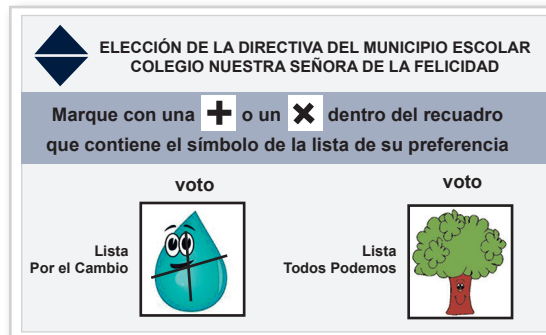 ELECCIÓN DE LA DIRECTIVA DEL MUNICIPIO ESCOLAR
COLEGIO NUESTRA SEÑORA DE LA FELICIDAD
Marque con una + o un × dentro del recuadro
que contiene el símbolo de la lista de su preferencia
voto
Lista
Por el Cambio
voto
Lista
Todos Podemos